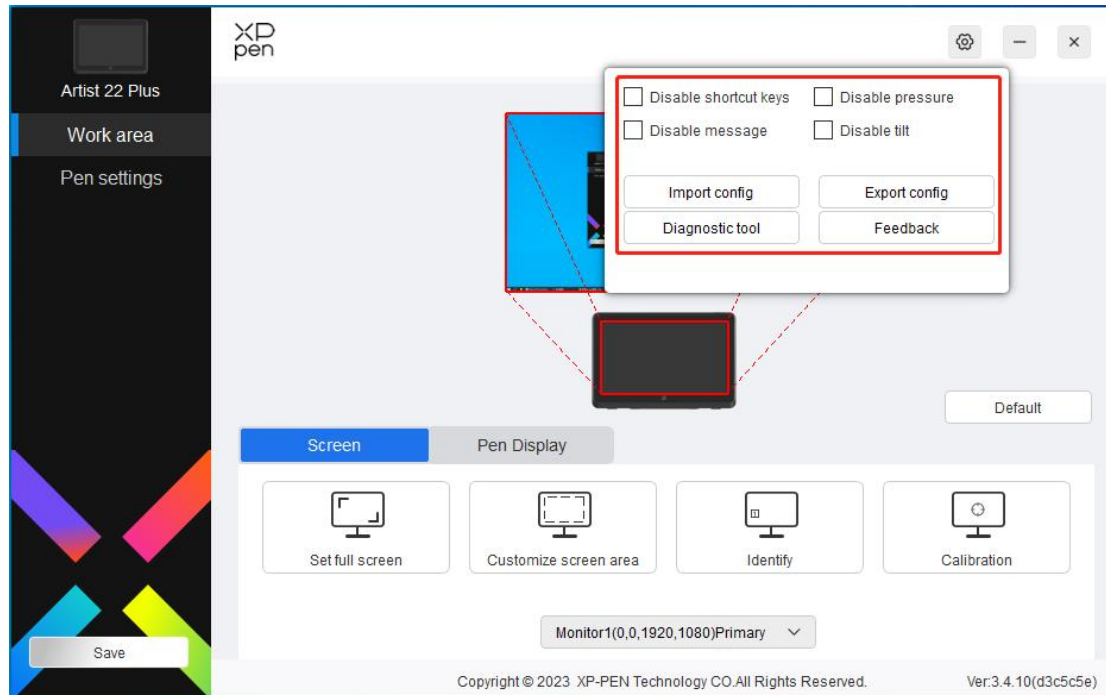 XP
pen
Artist 22 Plus
Work area
Pen settings
Disable shortcut keys
Disable pressure
Disable message
Disable tilt
Import config
Export config
Diagnostic tool
Feedback
Default
Screen
Pen Display
Set full screen
Customize screen area
1
Identify
Calibration
Monitor1(0,0,1920,1080)Primary
Save
Copyright © 2023 XP-PEN Technology CO.All Rights Reserved.
Ver:3.4.10(d3c5c5e)